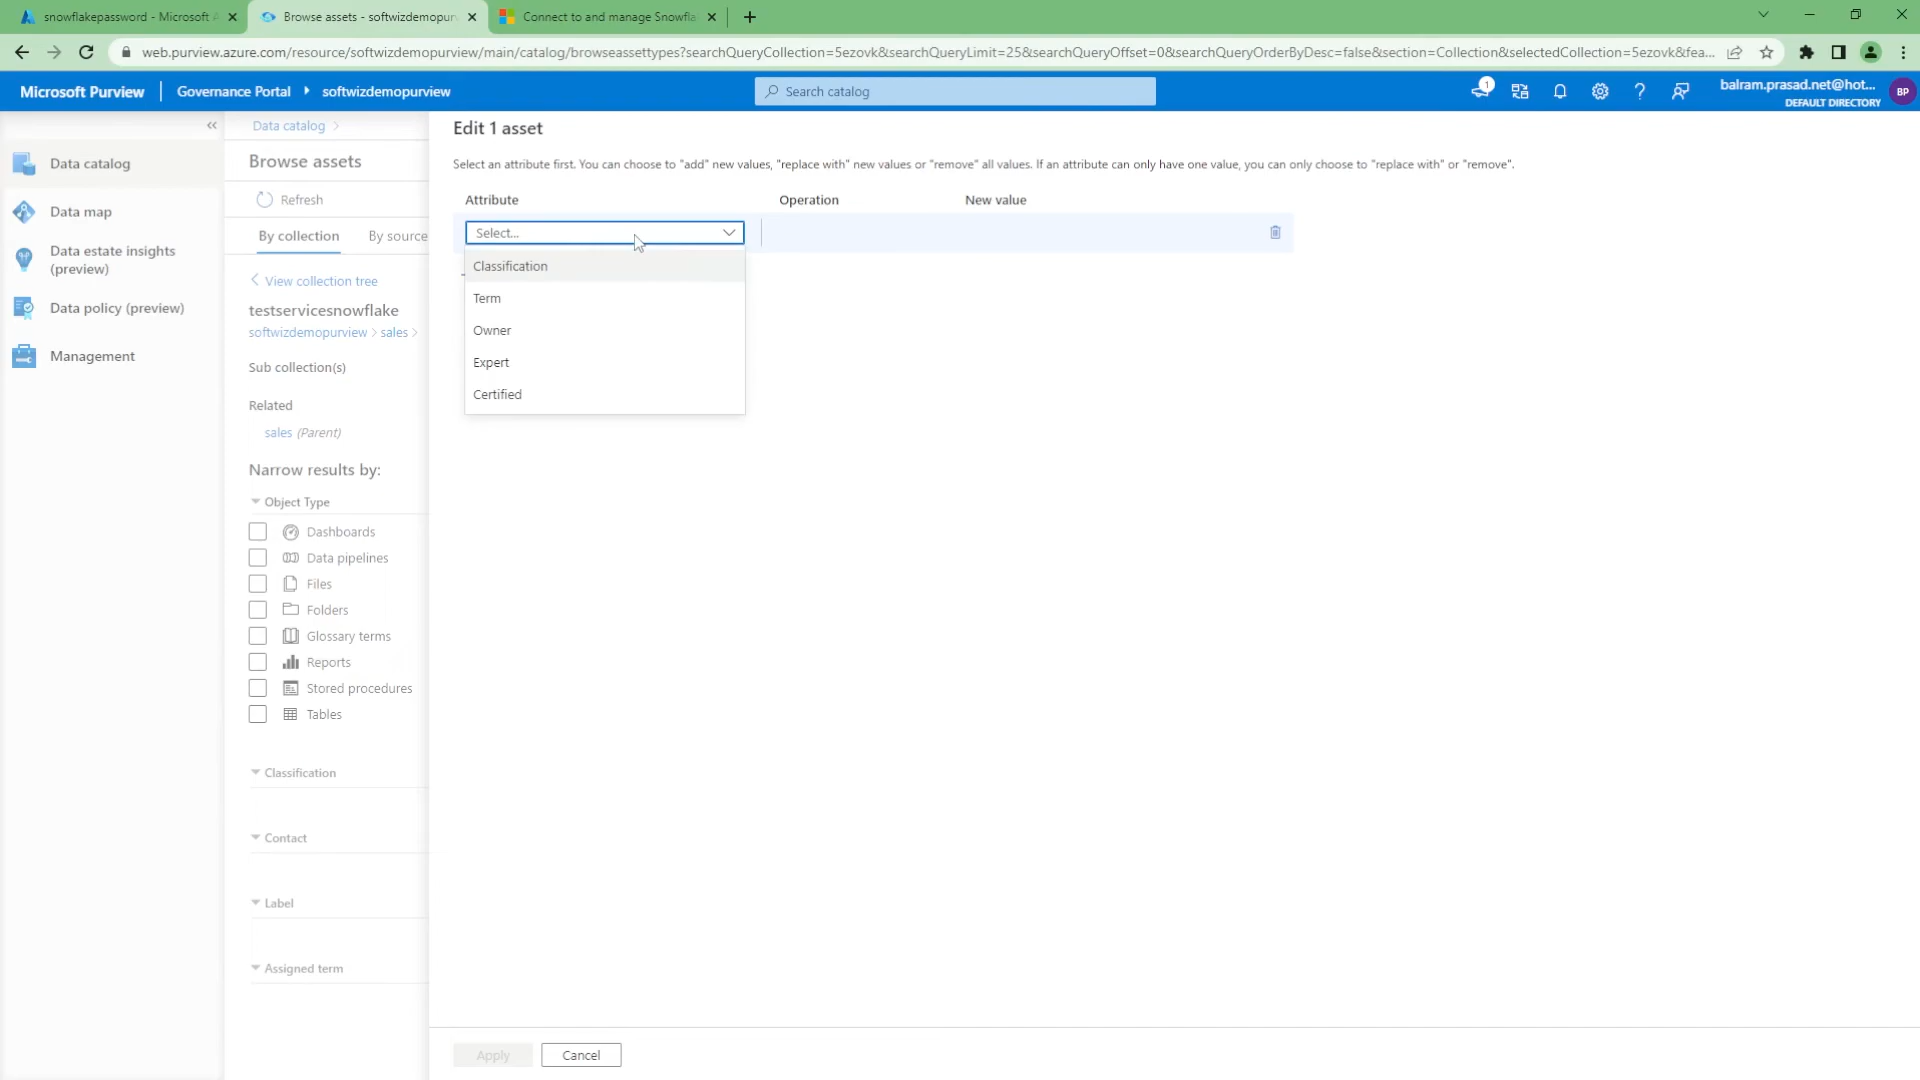 snowflakepassword - Microsoft A
Browse assets - softwizdemopurv
Connect to and manage Snowfla
web.purview.azure.com/resource/softwizdemopurview/main/catalog/browseassettypes?searchQueryCollection=5ezovk&searchQueryLimit=25&searchQueryOffset=0&searchQueryOrderByDesc=false&section=Collection&selectedCollection=5ezovk&fea...
Microsoft Purview
Governance Portal
softwizdemopurview
Search catalog
1
balram.prasad.net@hot...
DEFAULT DIRECTORY
BP
Data catalog
Data map
Data estate insights
(preview)
Data policy (preview)
Management
Data catalog
Browse assets
Refresh
By collection
By source
View collection tree
testservicesnowflake
softwizdemopurview > sales >
Sub collection(s)
Related
sales (Parent)
Narrow results by:
Object Type
Dashboards
Data pipelines
Files
Folders
Glossary terms
Reports
Stored procedures
Tables
Classification
Contact
Label
Assigned term
Edit 1 asset
Select an attribute first. You can choose to "add" new values, "replace with" new values or "remove" all values. If an attribute can only have one value, you can only choose to "replace with" or "remove".
Attribute
Operation
New value
Select...
Classification
Term
Owner
Expert
Certified
Apply
Cancel